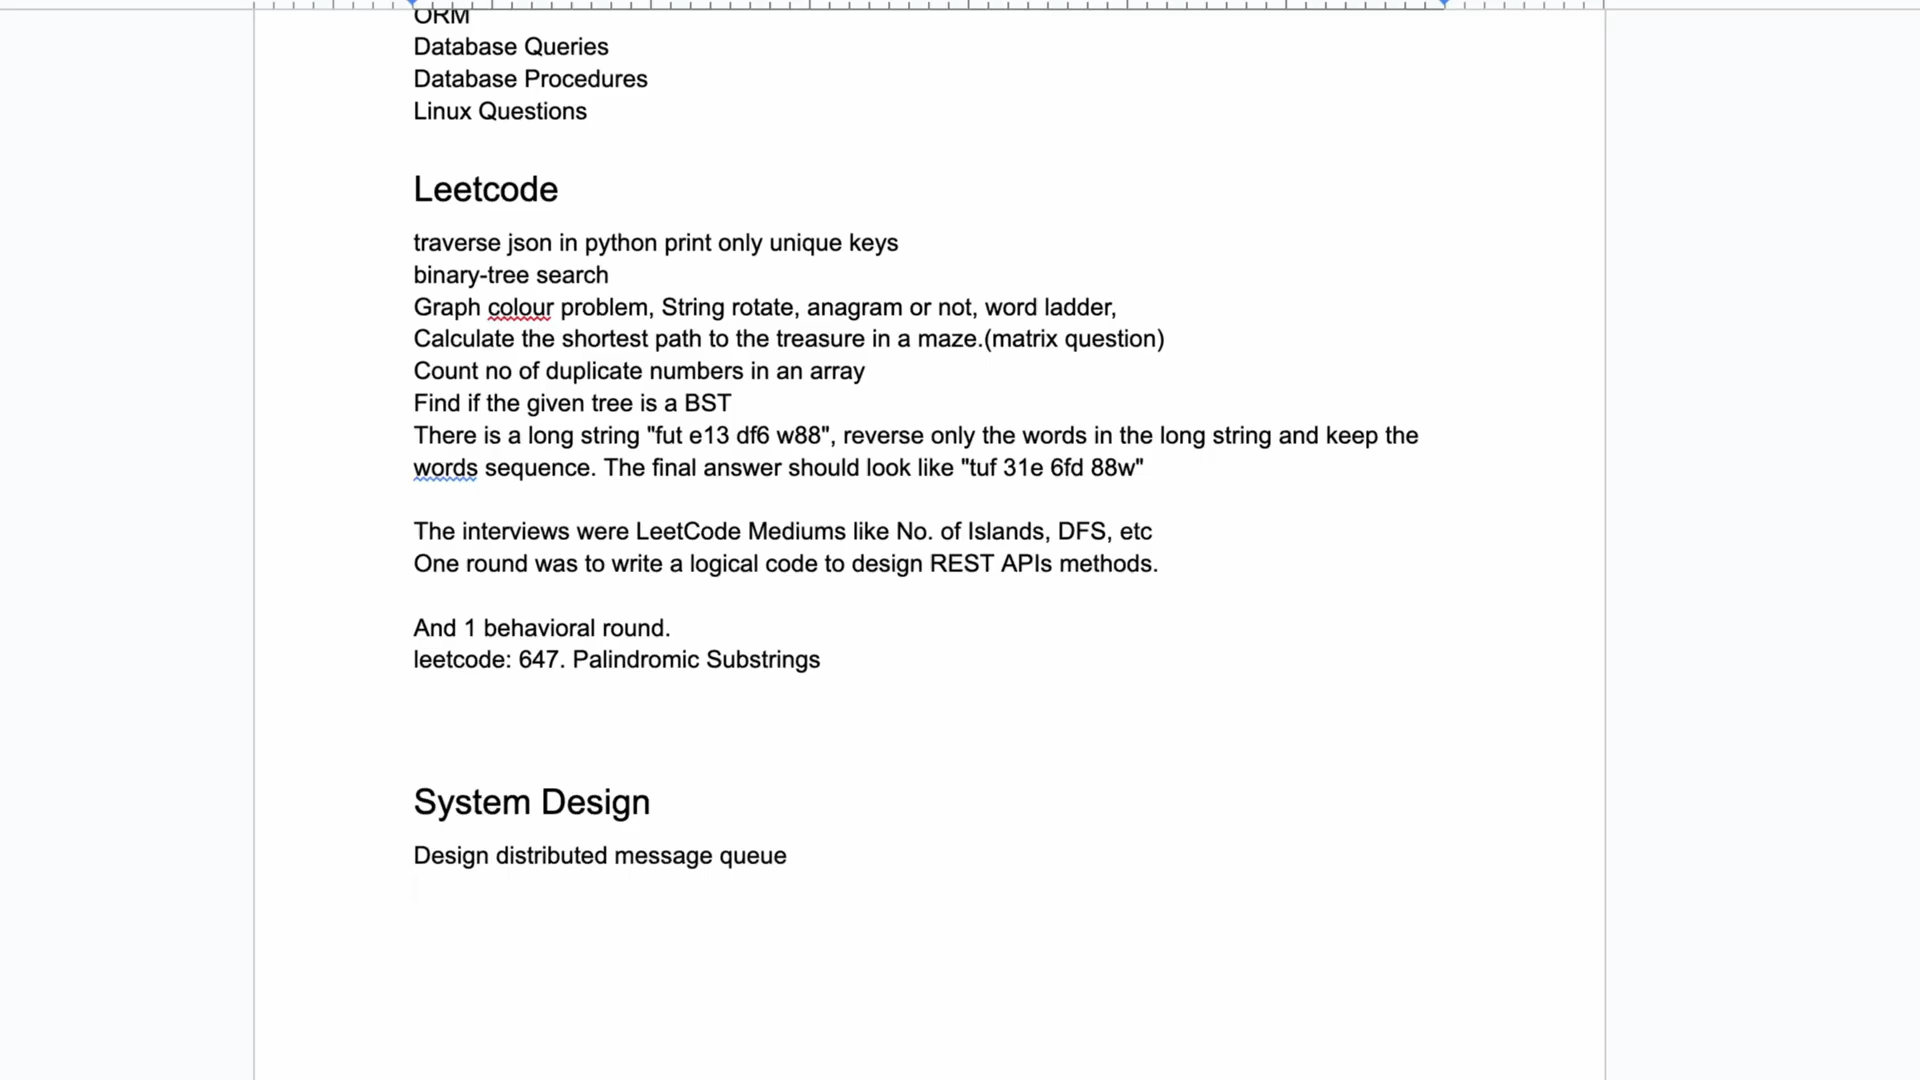 ORM
Database Queries
Database Procedures
Linux Questions
Leetcode
traverse json in python print only unique keys
binary-tree search
Graph colour problem, String rotate, anagram or not, word ladder,
Calculate the shortest path to the treasure in a maze.(matrix question)
Count no of duplicate numbers in an array
Find if the given tree is a BST
There is a long string "fut e13 df6 w88", reverse only the words in the long string and keep the
words sequence. The final answer should look like "tuf 31e 6fd 88w"
The interviews were LeetCode Mediums like No. of Islands, DFS, etc
One round was to write a logical code to design REST APIs methods.
And 1 behavioral round.
leetcode: 647. Palindromic Substrings
System Design
Design distributed message queue